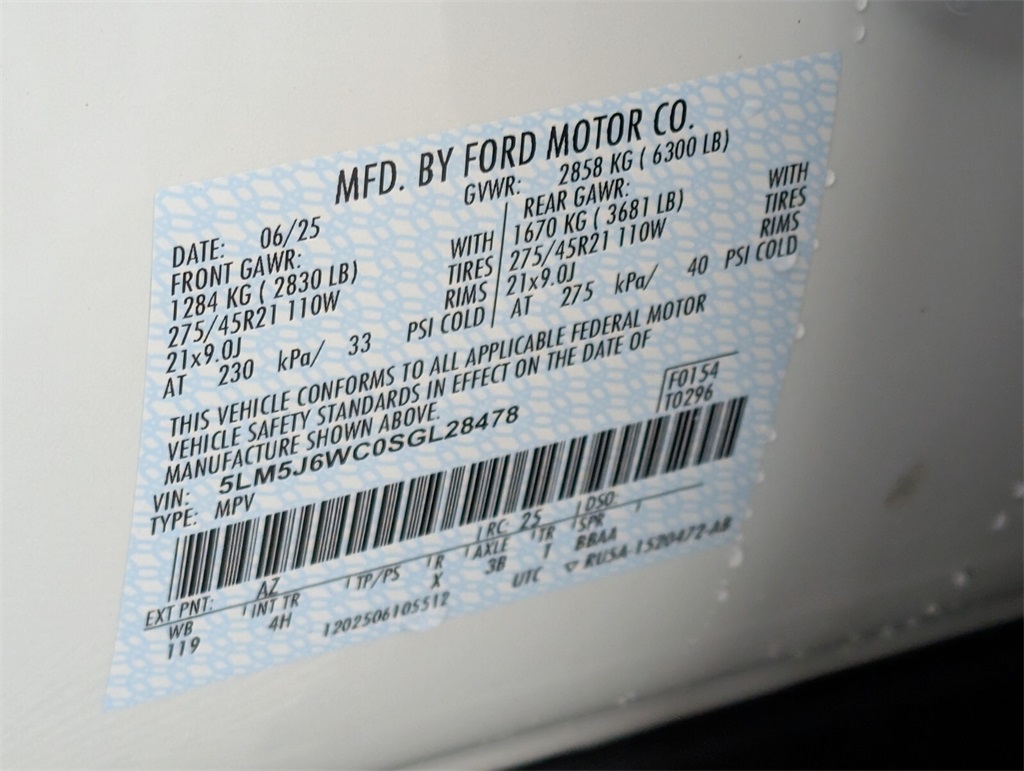 MFD. BY FORD MOTOR CO.
DATE: 06/25 GVWR: 2858 KG ( 6300 LB)
FRONT GAWR: REAR GAWR:
1284 KG ( 2830 LB) WITH 1670 KG ( 3681 LB) WITH
275/45R21 110W TIRES 275/45R21 110W TIRES
21x9.0J RIMS 21x9.0J RIMS
AT 230 kPa/ 33 PSI COLD AT 275 kPa/ 40 PSI COLD
THIS VEHICLE CONFORMS TO ALL APPLICABLE FEDERAL MOTOR
VEHICLE SAFETY STANDARDS IN EFFECT ON THE DATE OF
MANUFACTURE SHOWN ABOVE.
VIN: 5LM5J6WC0SGL28478
TYPE: MPV
F0154
T0296
EXT PNT: AZ RC: 25 DSO:
WB INT TR TP/PS R AXLE TR SPR
119 4H X 3B T BBAA
1202506105512 UTC ▽ RUSA-1520472-AB